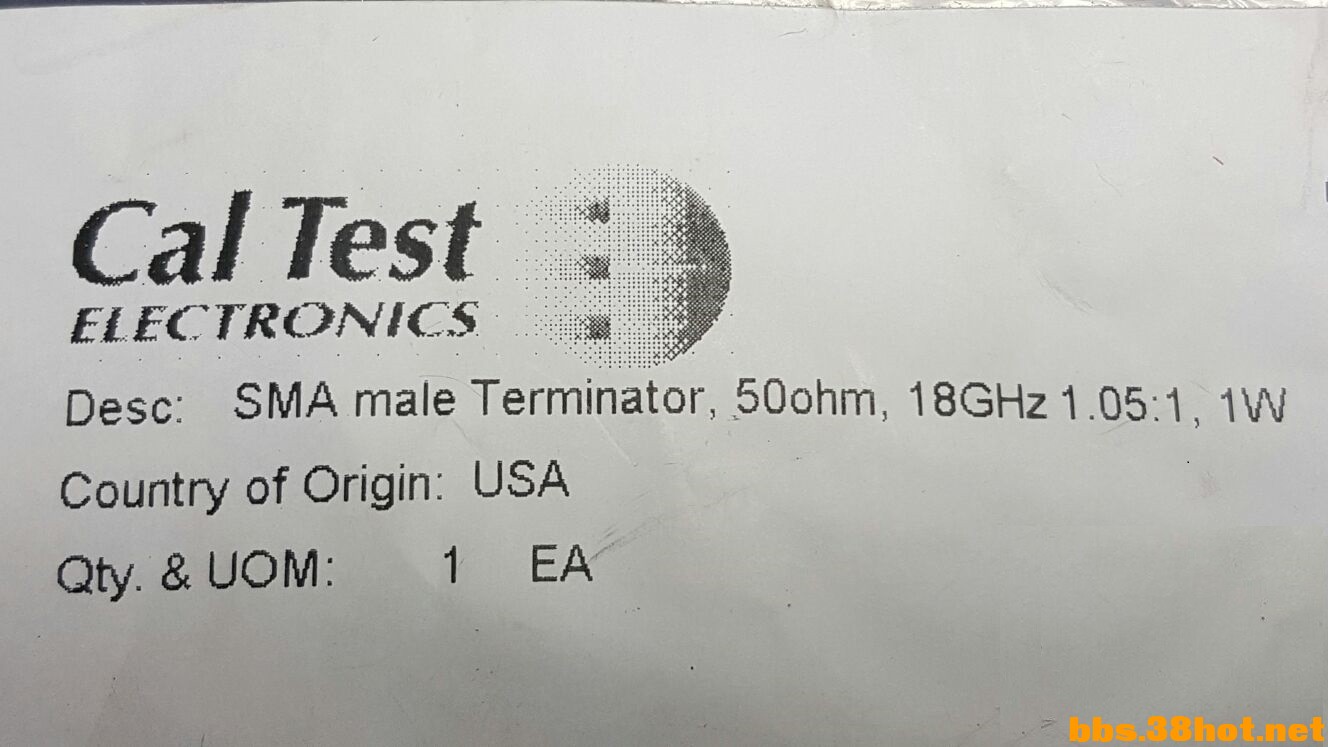 Cal Test
ELECTRONICS
Desc: SMA male Terminator, 50ohm, 18GHz 1.05:1, 1W
Country of Origin: USA
Qty. & UOM: 1 EA
bbs.38hot.net